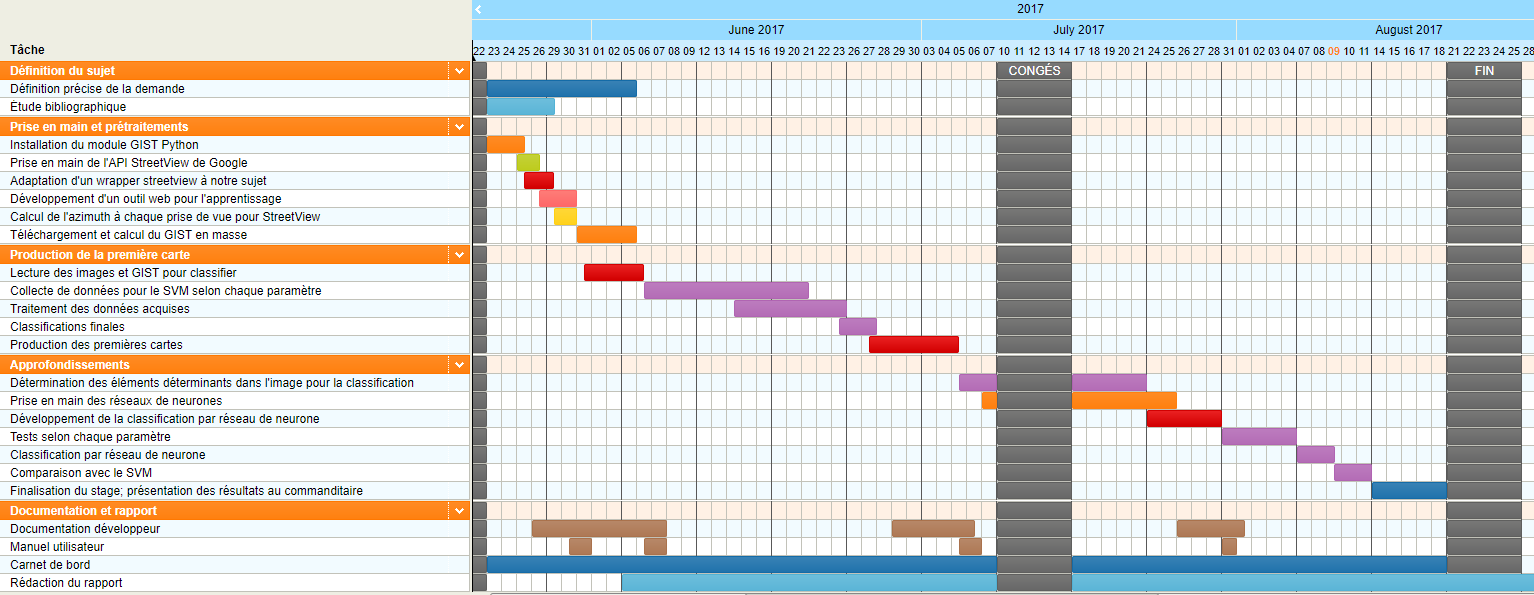 2017
June 2017 July 2017 August 2017
Tâche
22 23 24 25 26 29 30 31 01 02 05 06 07 08 09 12 13 14 15 16 19 20 21 22 23 26 27 28 29 30 03 04 05 06 07 10 11 12 13 14 17 18 19 20 21 24 25 26 27 28 31 01 02 03 04 07 08 09 10 11 14 15 16 17 18 21 22 23 24 25 28
Définition du sujet CONGÉS FIN
Définition précise de la demande
Étude bibliographique
Prise en main et prétraitements
Installation du module GIST Python
Prise en main de l'API StreetView de Google
Adaptation d'un wrapper streetview à notre sujet
Développement d'un outil web pour l'apprentissage
Calcul de l'azimuth à chaque prise de vue pour StreetView
Téléchargement et calcul du GIST en masse
Production de la première carte
Lecture des images et GIST pour classifier
Collecte de données pour le SVM selon chaque paramètre
Traitement des données acquises
Classifications finales
Production des premières cartes
Approfondissements
Détermination des éléments déterminants dans l'image pour la classification
Prise en main des réseaux de neurones
Développement de la classification par réseau de neurone
Tests selon chaque paramètre
Classification par réseau de neurone
Comparaison avec le SVM
Finalisation du stage; présentation des résultats au commanditaire
Documentation et rapport
Documentation développeur
Manuel utilisateur
Carnet de bord
Rédaction du rapport